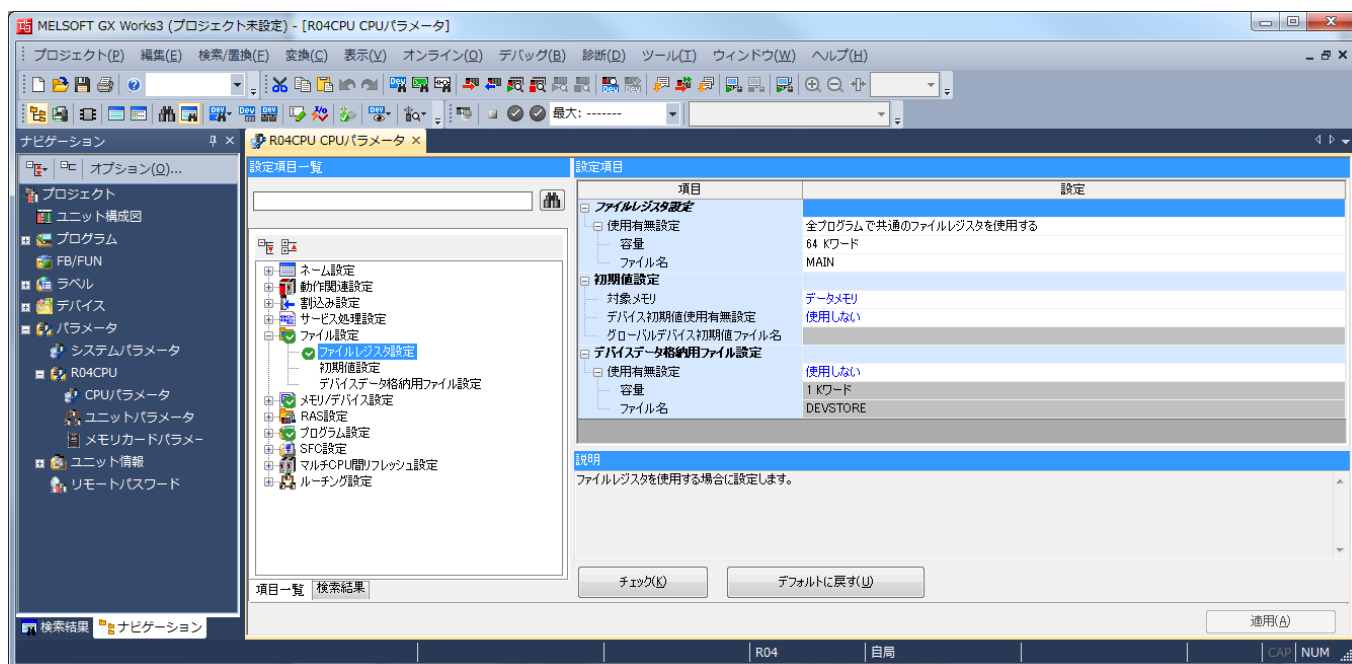 MELSOFT GX Works3 (プロジェクト未設定) - [R04CPU CPUパラメータ]
プロジェクト(P) 編集(E) 検索/置換(F) 変換(C) 表示(V) オンライン(O) デバッグ(B) 診断(D) ツール(T) ウィンドウ(W) ヘルプ(H)
最大: -------
ナビゲーション
R04CPU CPUパラメータ
オプション(O)...
プロジェクト
ユニット構成図
プログラム
FB/FUN
ラベル
デバイス
パラメータ
システムパラメータ
R04CPU
CPUパラメータ
ユニットパラメータ
メモリカードパラメー
ユニット情報
リモートパスワード
検索結果 ナビゲーション
設定項目一覧
ネーム設定
動作関連設定
割込み設定
サービス処理設定
ファイル設定
ファイルレジスタ設定
初期値設定
デバイスデータ格納用ファイル設定
メモリ/デバイス設定
RAS設定
プログラム設定
SFC設定
マルチCPU間リフレッシュ設定
ルーチング設定
項目一覧 検索結果
設定項目
項目 設定
ファイルレジスタ設定
使用有無設定 全プログラムで共通のファイルレジスタを使用する
容量 64 Kワード
ファイル名 MAIN
初期値設定
対象メモリ データメモリ
デバイス初期値使用有無設定 使用しない
グローバルデバイス初期値ファイル名
デバイスデータ格納用ファイル設定
使用有無設定 使用しない
容量 1 Kワード
ファイル名 DEVSTORE
説明
ファイルレジスタを使用する場合に設定します。
チェック(K) デフォルトに戻す(U)
適用(A)
R04 自局 CAP NUM